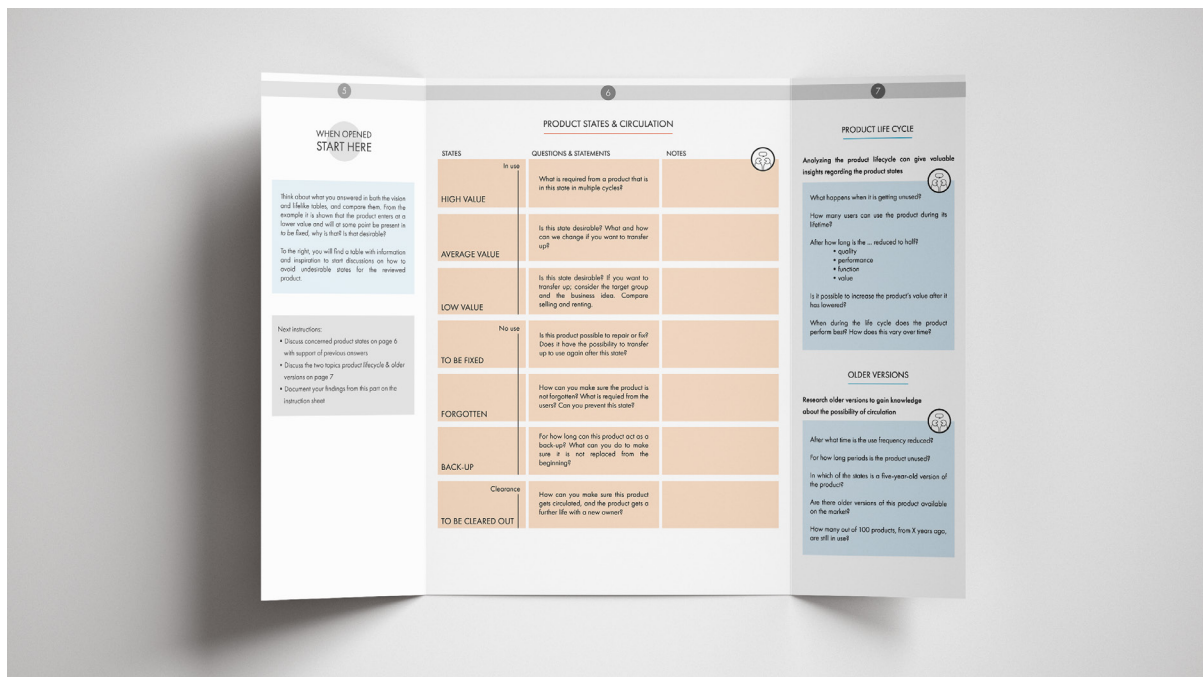 5
WHEN OPENED
START HERE
Think about what you answered in both the vision
and lifelike tables, and compare them. From the
example it is shown that the product enters at a
lower value and will at some point be present in
to be fixed, why is that? Is that desirable?
To the right, you will find a table with information
and inspiration to start discussions on how to
avoid undesirable states for the reviewed
product.
Next instructions:
• Discuss concerned product states on page 6
with support of previous answers
• Discuss the two topics product lifecycle & older
versions on page 7
• Document your findings from this part on the
instruction sheet
6
PRODUCT STATES & CIRCULATION
STATES
QUESTIONS & STATEMENTS
NOTES
In use
HIGH VALUE
What is required from a product that is
in this state in multiple cycles?
AVERAGE VALUE
Is this state desirable? What and how
can we change if you want to transfer
up?
LOW VALUE
Is this state desirable? If you want to
transfer up; consider the target group
and the business idea. Compare
selling and renting.
No use
TO BE FIXED
Is this product possible to repair or fix?
Does it have the possibility to transfer
up to use again after this state?
FORGOTTEN
How can you make sure the product is
not forgotten? What is requied from the
users? Can you prevent this state?
BACK-UP
For how long can this product act as a
back-up? What can you do to make
sure it is not replaced from the
beginning?
Clearance
TO BE CLEARED OUT
How can you make sure this product
gets circulated, and the product gets a
further life with a new owner?
7
PRODUCT LIFE CYCLE
Analyzing the product lifecycle can give valuable
insights regarding the product states
What happens when it is getting unused?
How many users can use the product during its
lifetime?
After how long is the ... reduced to half?
• quality
• performance
• function
• value
Is it possible to increase the product's value after it
has lowered?
When during the life cycle does the product
perform best? How does this vary over time?
OLDER VERSIONS
Research older versions to gain knowledge
about the possibility of circulation
After what time is the use frequency reduced?
For how long periods is the product unused?
In which of the states is a five-year-old version of
the product?
Are there older versions of this product available
on the market?
How many out of 100 products, from X years ago,
are still in use?